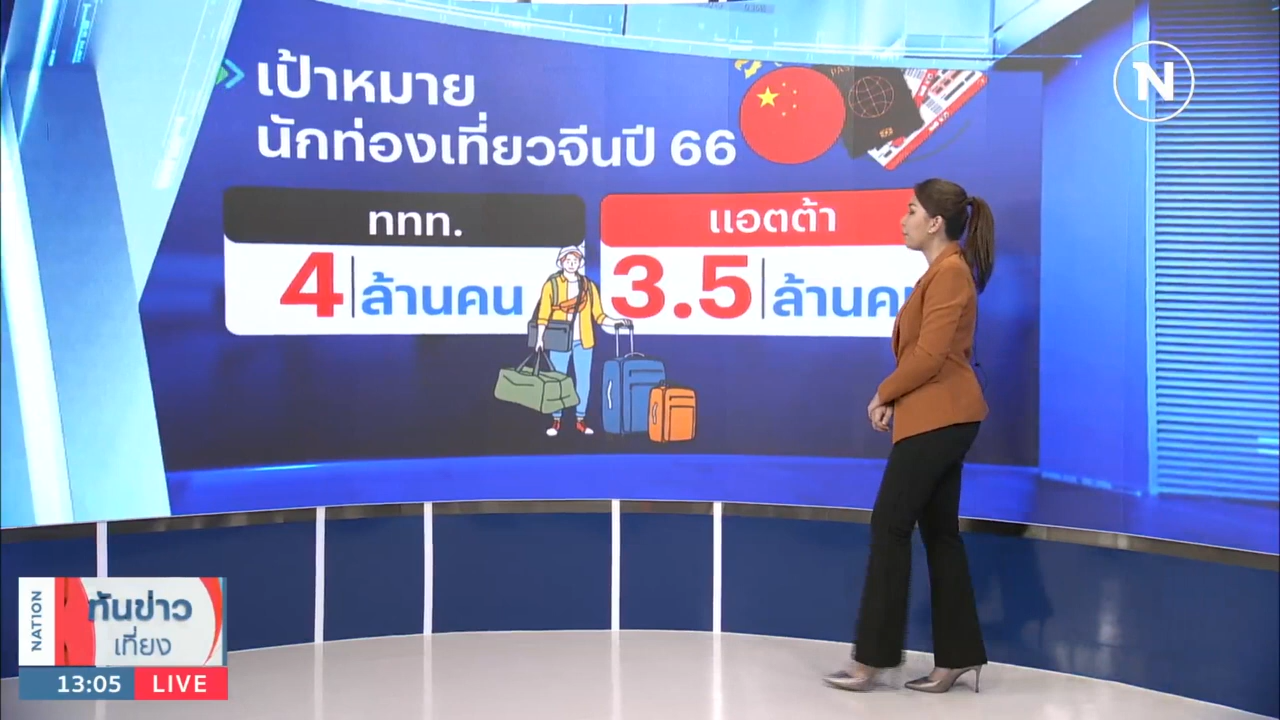 เป้าหมาย
นักท่องเที่ยวจีนปี 66
ททท.
4 ล้านคน
แอตต้า
3.5 ล้านค
N
NATION
ทันข่าว
เที่ยง
13:05 LIVE